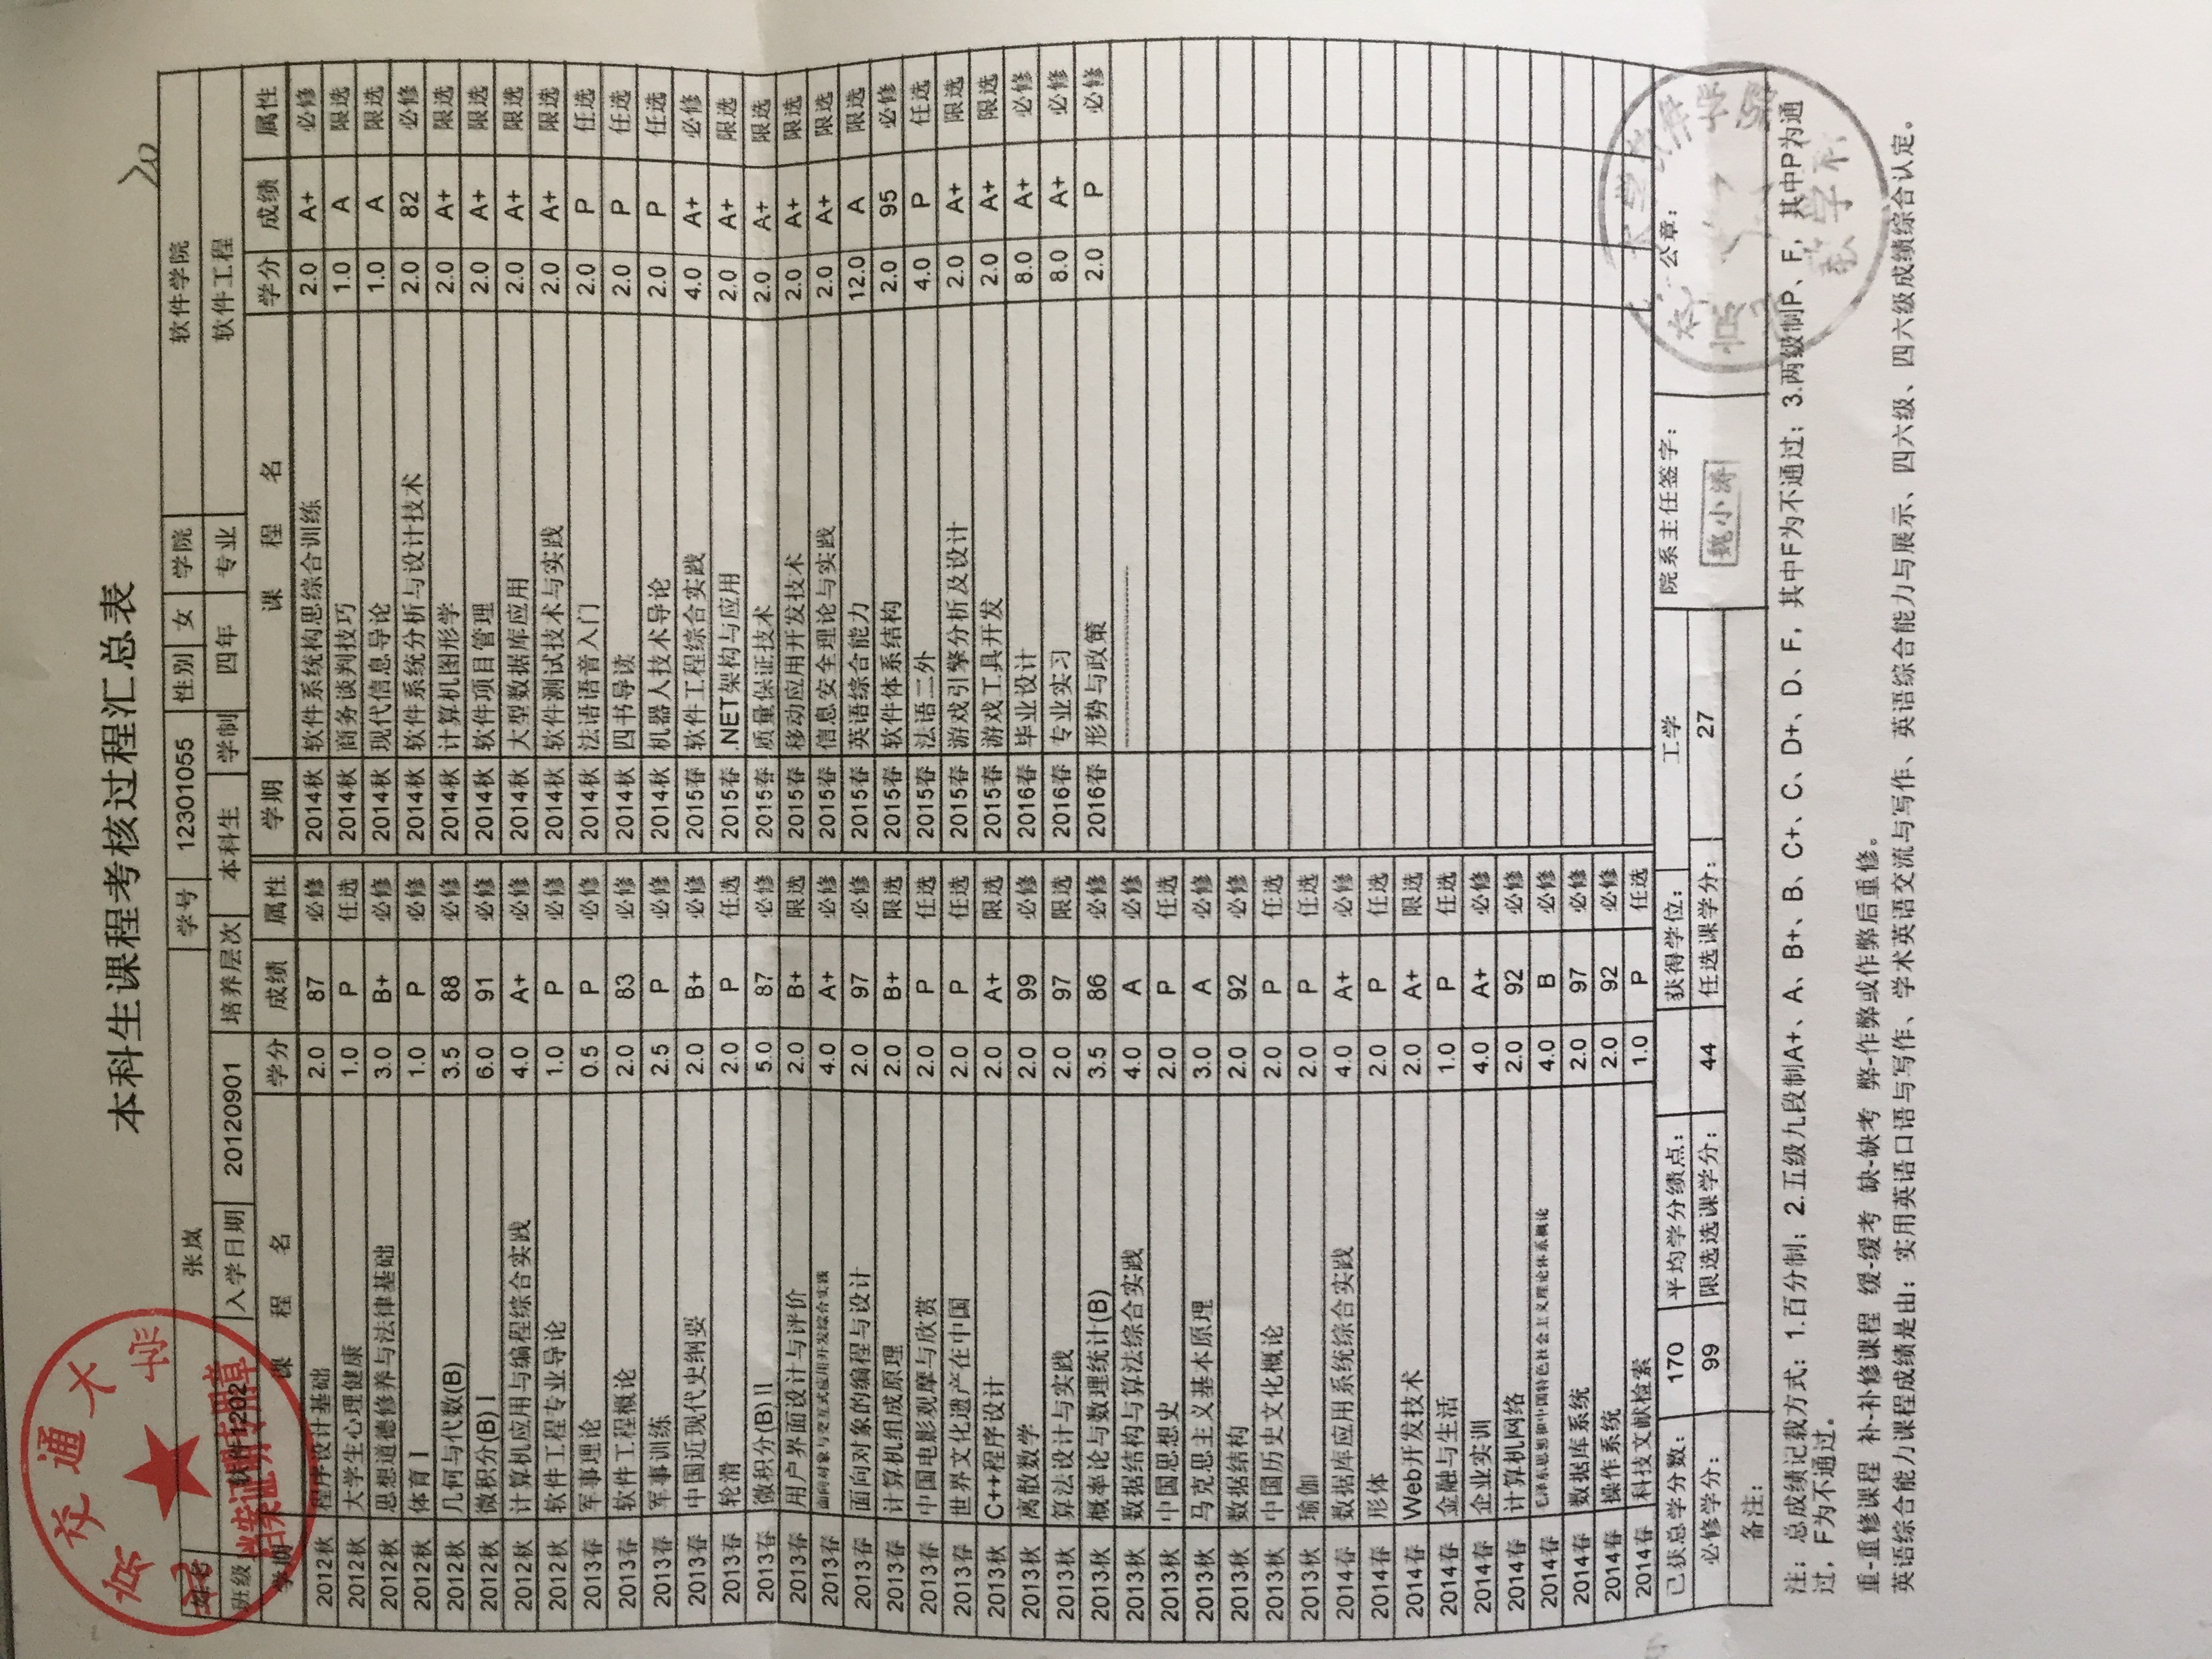 北京交通大学
档案证明专用章
本科生课程考核过程汇总表
20
姓名 张岚 学号 12301055 性别 女 学院 软件学院
班级 软件1202 入学日期 20120901 培养层次 本科生 学制 四年 专业 软件工程
学期 课程名 学分 成绩 属性 学期 课程名 学分 成绩 属性
2012秋 程序设计基础 2.0 87 必修 2014秋 软件系统构思综合训练 2.0 A+ 必修
2012秋 大学生心理健康 1.0 P 任选 2014秋 商务谈判技巧 1.0 A 限选
2012秋 思想道德修养与法律基础 3.0 B+ 必修 2014秋 现代信息导论 1.0 A 限选
2012秋 体育Ⅰ 1.0 P 必修 2014秋 软件系统分析与设计技术 2.0 82 必修
2012秋 几何与代数(B) 3.5 88 必修 2014秋 计算机图形学 2.0 A+ 限选
2012秋 微积分(B)Ⅰ 6.0 91 必修 2014秋 软件项目管理 2.0 A+ 限选
2012秋 计算机应用与编程综合实践 4.0 A+ 必修 2014秋 大型数据库应用 2.0 A+ 限选
2012秋 软件工程专业导论 1.0 P 必修 2014秋 软件测试技术与实践 2.0 A+ 限选
2013春 军事理论 0.5 P 必修 2014秋 法语语音入门 2.0 P 任选
2013春 软件工程概论 2.0 83 必修 2014秋 四书导读 2.0 P 任选
2013春 军事训练 2.5 P 必修 2014秋 机器人技术导论 2.0 P 任选
2013春 中国近现代史纲要 2.0 B+ 必修 2015春 软件工程综合实践 4.0 A+ 必修
2013春 轮滑 2.0 P 任选 2015春 .NET架构与应用 2.0 A+ 限选
2013春 微积分(B)Ⅱ 5.0 87 必修 2015春 质量保证技术 2.0 A+ 限选
2013春 用户界面设计与评价 2.0 B+ 限选 2015春 移动应用开发技术 2.0 A+ 限选
2013春 面向对象与交互式应用开发综合实践 4.0 A+ 必修 2015春 信息安全理论与实践 2.0 A+ 限选
2013春 面向对象的编程与设计 2.0 97 必修 2015春 英语综合能力 12.0 A 限选
2013春 计算机组成原理 2.0 B+ 限选 2015春 软件体系结构 2.0 95 必修
2013春 中国电影观摩与欣赏 2.0 P 任选 2015春 法语二外 4.0 P 任选
2013春 世界文化遗产在中国 2.0 P 任选 2015春 游戏引擎分析及设计 2.0 A+ 限选
2013秋 C++程序设计 2.0 A+ 限选 2015春 游戏工具开发 2.0 A+ 限选
2013秋 离散数学 2.0 99 必修 2016春 毕业设计 8.0 A+ 必修
2013秋 算法设计与实践 2.0 97 限选 2016春 专业实习 8.0 A+ 必修
2013秋 概率论与数理统计(B) 3.5 86 必修 2016春 形势与政策 2.0 P 必修
2013秋 数据结构与算法综合实践 4.0 A 必修
2013秋 中国思想史 2.0 P 任选
2013秋 马克思主义基本原理 3.0 A 必修
2013秋 数据结构 2.0 92 必修
2013秋 中国历史文化概论 2.0 P 任选
2013秋 瑜伽 2.0 P 任选
2014春 数据库应用系统综合实践 4.0 A+ 必修
2014春 形体 2.0 P 任选
2014春 Web开发技术 2.0 A+ 限选
2014春 金融与生活 1.0 P 任选
2014春 企业实训 4.0 A+ 必修
2014春 计算机网络 2.0 92 必修
2014春 毛泽东思想和中国特色社会主义理论体系概论 4.0 B 必修
2014春 数据库系统 2.0 97 必修
2014春 操作系统 2.0 92 必修
2014春 科技文献检索 1.0 P 任选
已获总学分数: 170 平均学分绩点: 获得学位: 工学 院系主任签字: 公章:
必修学分: 99 限选选课学分: 44 任选课学分: 27
魏小涛
备注:
注：总成绩记载方式：1.百分制；2.五级九段制A+、A、B+、B、C+、C、D+、D、F，其中F为不通过；3.两级制P、F，其中P为通
过，F为不通过。
重-重修课程 补-补修课程 缓-缓考 缺-缺考 弊-作弊或作弊后重修。
英语综合能力课程成绩是由：实用英语口语与写作、学术英语交流与写作、英语综合能力与展示、四六级、四六级成绩综合认定。
教学科